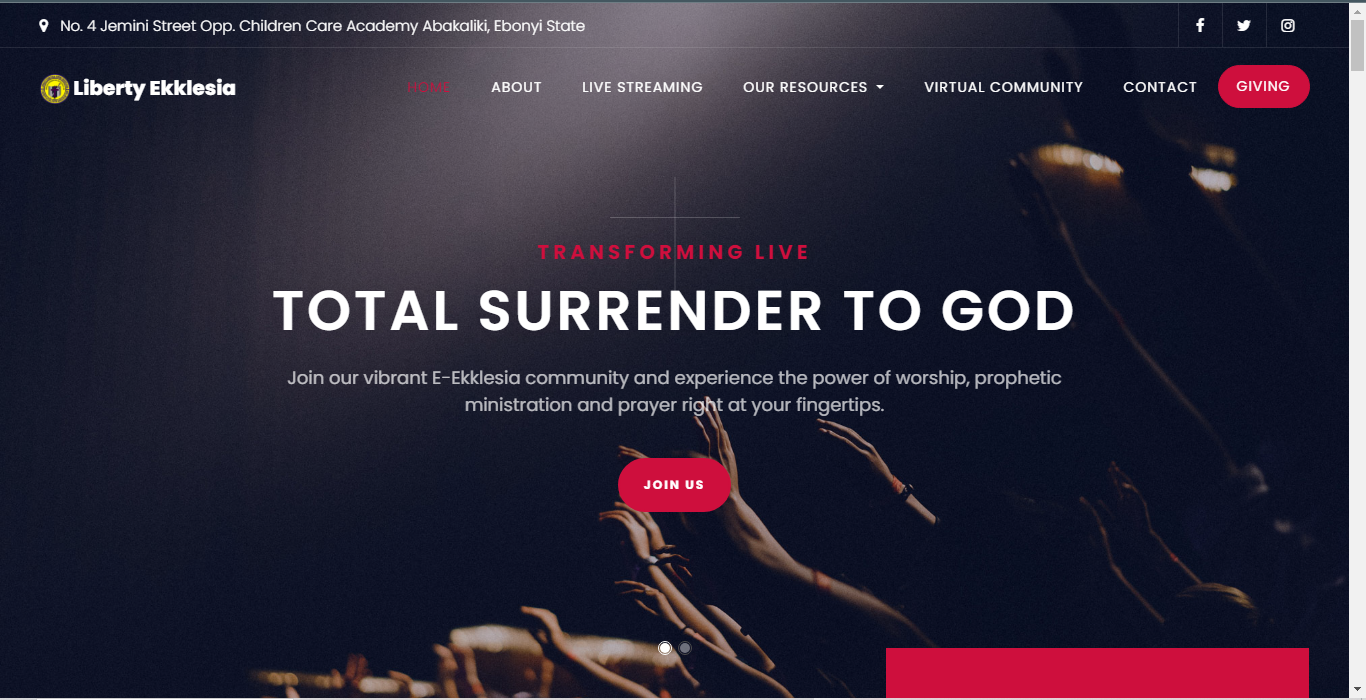 No. 4 Jemini Street Opp. Children Care Academy Abakaliki, Ebonyi State
Liberty Ekklesia
HOME
ABOUT
LIVE STREAMING
OUR RESOURCES
VIRTUAL COMMUNITY
CONTACT
GIVING
TRANSFORMING LIVE
TOTAL SURRENDER TO GOD
Join our vibrant E-Ekklesia community and experience the power of worship, prophetic
ministration and prayer right at your fingertips.
JOIN US